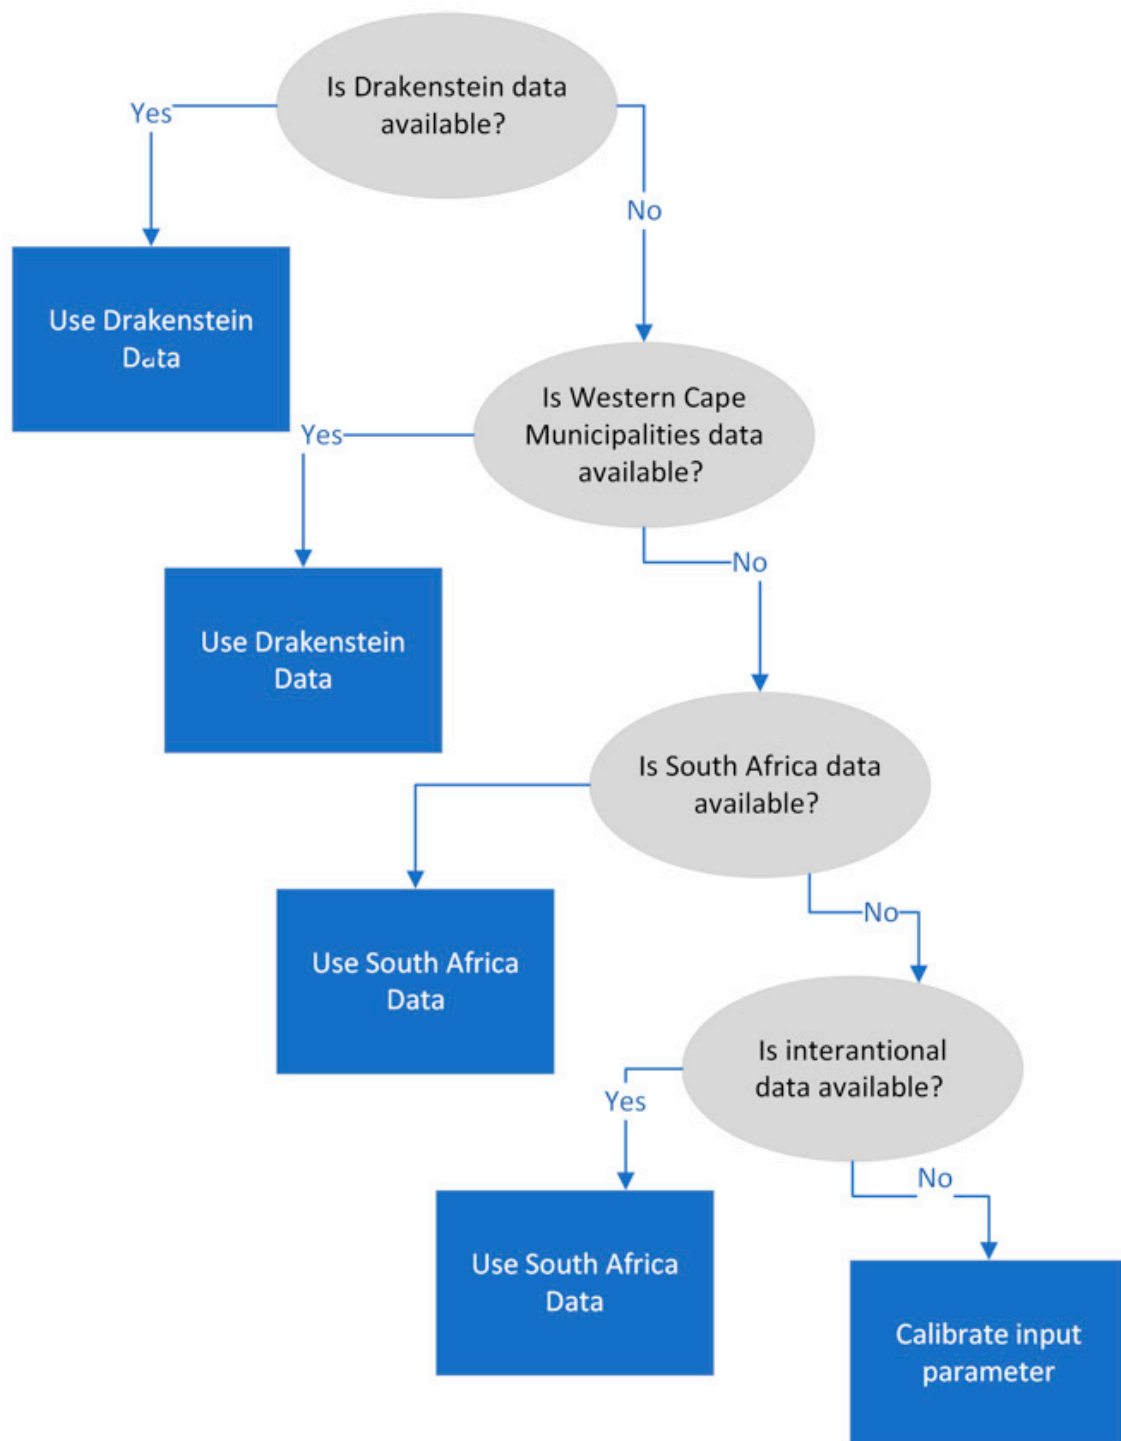 Is Drakenstein data
available?
Yes
No
Use Drakenstein
Data
Is Western Cape
Municipalities data
available?
Yes
No
Use Drakenstein
Data
Is South Africa data
available?
No
Use South Africa
Data
Is interantional
data available?
Yes
No
Use South Africa
Data
Calibrate input
parameter